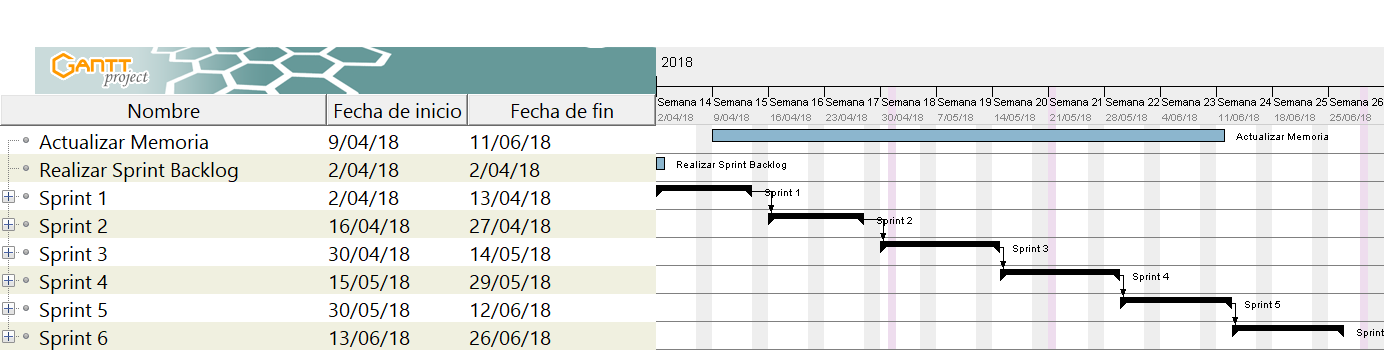 GANTT
project
2018
Nombre Fecha de inicio Fecha de fin
Semana 14 Semana 15 Semana 16 Semana 17 Semana 18 Semana 19 Semana 20 Semana 21 Semana 22 Semana 23 Semana 24 Semana 25 Semana 26
2/04/18 9/04/18 16/04/18 23/04/18 30/04/18 7/05/18 14/05/18 21/05/18 28/05/18 4/06/18 11/06/18 18/06/18 25/06/18
Actualizar Memoria 9/04/18 11/06/18 Actualizar Memoria
Realizar Sprint Backlog 2/04/18 2/04/18 Realizar Sprint Backlog
Sprint 1 2/04/18 13/04/18 Sprint 1
Sprint 2 16/04/18 27/04/18 Sprint 2
Sprint 3 30/04/18 14/05/18 Sprint 3
Sprint 4 15/05/18 29/05/18 Sprint 4
Sprint 5 30/05/18 12/06/18 Sprint 5
Sprint 6 13/06/18 26/06/18 Sprint